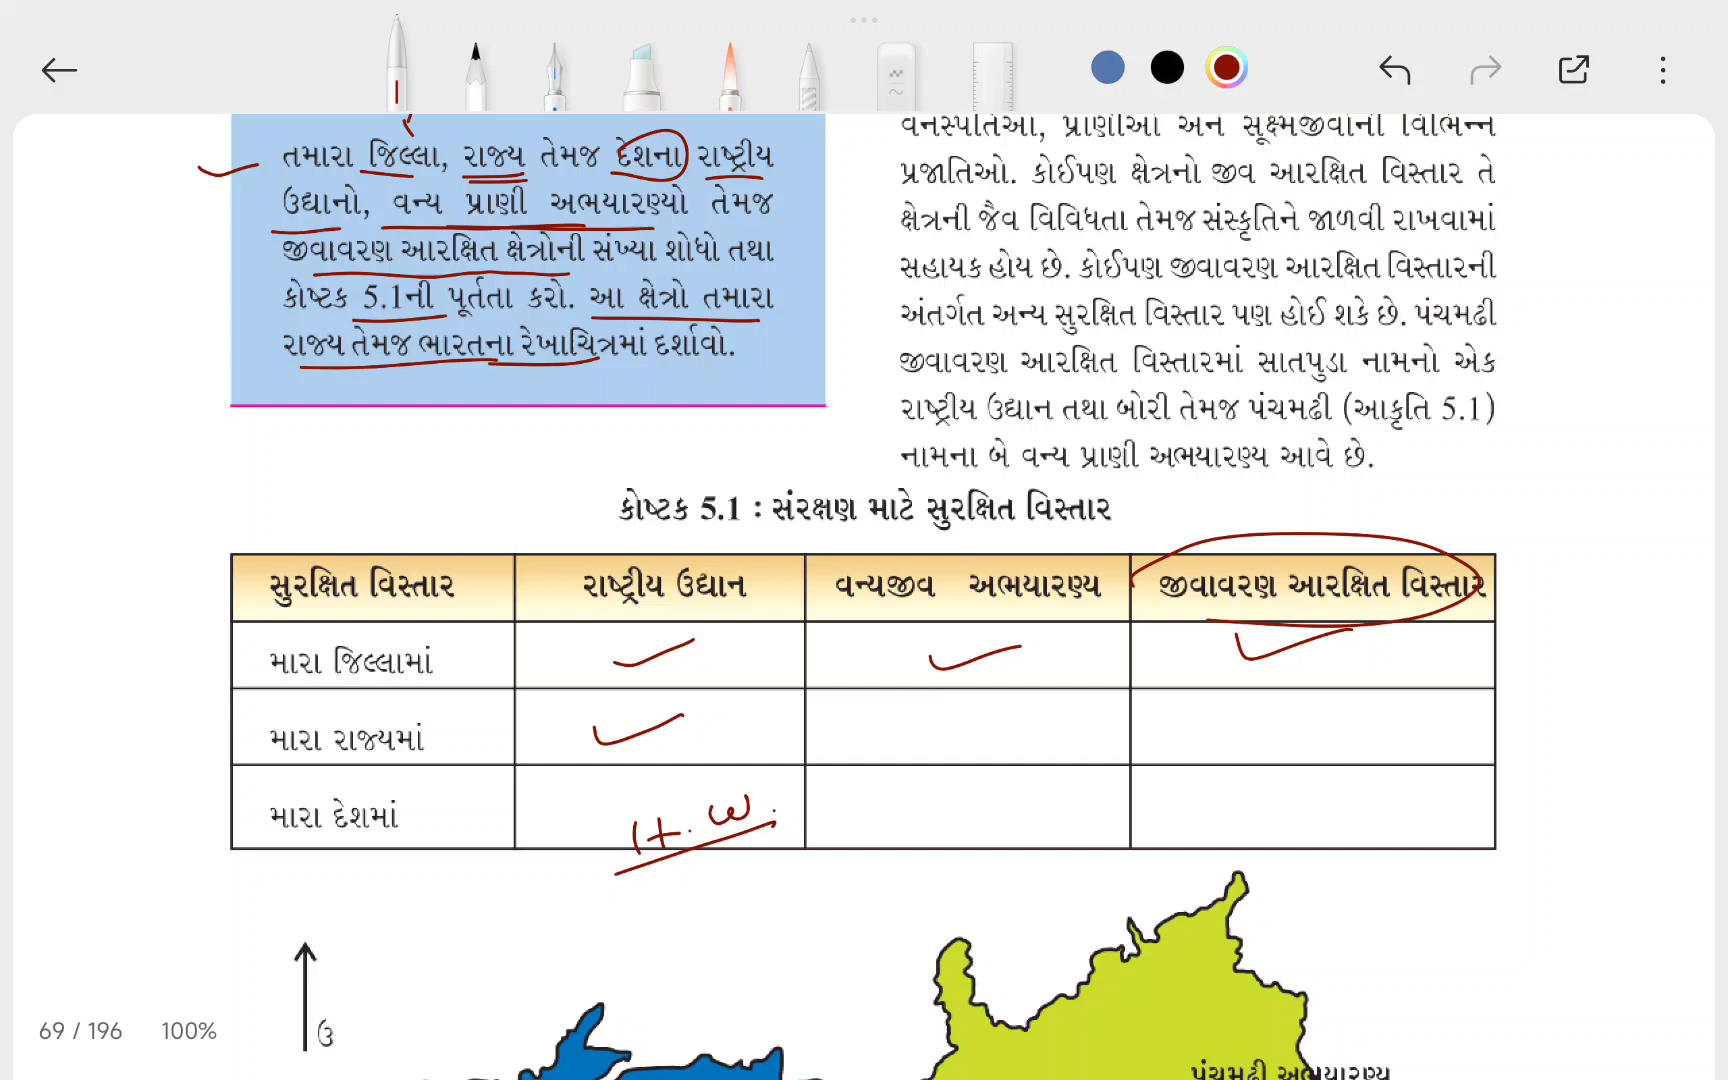 તમારા જિલ્લા, રાજ્ય તેમજ દેશના રાષ્ટ્રીય
ઉદ્યાનો, વન્ય પ્રાણી અભયારણ્યો તેમજ
જીવાવરણ આરક્ષિત ક્ષેત્રોની સંખ્યા શોધો તથા
કોષ્ટક 5.1ની પૂર્તતા કરો. આ ક્ષેત્રો તમારા
રાજ્ય તેમજ ભારતના રેખાચિત્રમાં દર્શાવો.
વનસ્પતિઓ, પ્રાણીઓ અને સૂક્ષ્મજીવોની વિભિન્ન
પ્રજાતિઓ. કોઈપણ ક્ષેત્રનો જીવ આરક્ષિત વિસ્તાર તે
ક્ષેત્રની જૈવ વિવિધતા તેમજ સંસ્કૃતિને જાળવી રાખવામાં
સહાયક હોય છે. કોઈપણ જીવાવરણ આરક્ષિત વિસ્તારની
અંતર્ગત અન્ય સુરક્ષિત વિસ્તાર પણ હોઈ શકે છે. પંચમઢી
જીવાવરણ આરક્ષિત વિસ્તારમાં સાતપુડા નામનો એક
રાષ્ટ્રીય ઉદ્યાન તથા બોરી તેમજ પંચમઢી (આકૃતિ 5.1)
નામના બે વન્ય પ્રાણી અભયારણ્ય આવે છે.
કોષ્ટક 5.1 : સંરક્ષણ માટે સુરક્ષિત વિસ્તાર
સુરક્ષિત વિસ્તાર રાષ્ટ્રીય ઉદ્યાન વન્યજીવ અભયારણ્ય જીવાવરણ આરક્ષિત વિસ્તાર
મારા જિલ્લામાં
મારા રાજ્યમાં
મારા દેશમાં H.W.
ઉ
પંચમઢી અભયારણ્ય
69 / 196 100%